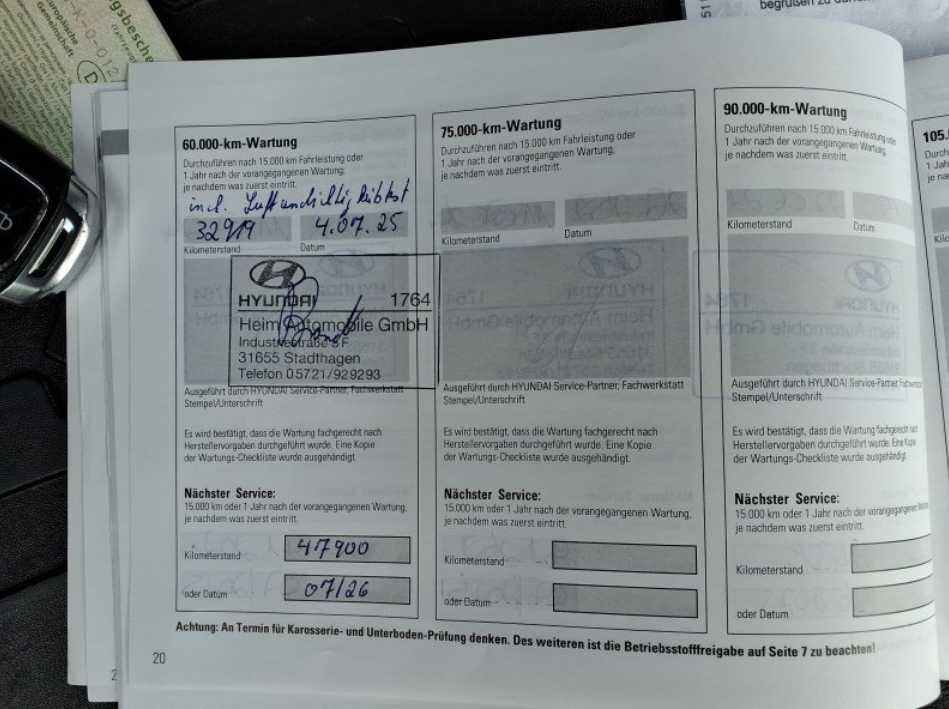 60.000-km-Wartung
Durchzuführen nach 15.000 km Fahrleistung oder
1 Jahr nach der vorangegangenen Wartung,
je nachdem was zuerst eintritt.
incl.
32919
4.07.25
Kilometerstand
Datum
HYUNDAI 1764
Heim Automobile GmbH
Industriestraße 3 F
31655 Stadthagen
Telefon 05721/929293
Ausgeführt durch HYUNDAI Service-Partner, Fachwerkstatt
Stempel/Unterschrift
Es wird bestätigt, dass die Wartung fachgerecht nach
Herstellervorgaben durchgeführt wurde. Eine Kopie
der Wartungs-Checkliste wurde ausgehändigt.
Nächster Service:
15.000 km oder 1 Jahr nach der vorangegangenen Wartung,
je nachdem was zuerst eintritt.
Kilometerstand 47900
oder Datum 07/26
75.000-km-Wartung
Durchzuführen nach 15.000 km Fahrleistung oder
1 Jahr nach der vorangegangenen Wartung,
je nachdem was zuerst eintritt.
Kilometerstand
Datum
Ausgeführt durch HYUNDAI Service-Partner, Fachwerkstatt
Stempel/Unterschrift
Es wird bestätigt, dass die Wartung fachgerecht nach
Herstellervorgaben durchgeführt wurde. Eine Kopie
der Wartungs-Checkliste wurde ausgehändigt.
Nächster Service:
15.000 km oder 1 Jahr nach der vorangegangenen Wartung,
je nachdem was zuerst eintritt.
Kilometerstand
oder Datum
90.000-km-Wartung
Durchzuführen nach 15.000 km Fahrleistung oder
1 Jahr nach der vorangegangenen Wartung,
je nachdem was zuerst eintritt.
Kilometerstand
Datum
Ausgeführt durch HYUNDAI Service-Partner,
Stempel/Unterschrift
Es wird bestätigt, dass die Wartung fachgerecht nach
Herstellervorgaben durchgeführt wurde. Eine Kopie
der Wartungs-Checkliste wurde ausgehändigt.
Nächster Service:
15.000 km oder 1 Jahr nach der vorangegangenen
je nachdem was zuerst eintritt.
Kilometerstand
oder Datum
105.
Achtung: An Termin für Karosserie- und Unterboden-Prüfung denken. Des weiteren ist die Betriebsstofffreigabe auf Seite 7 zu beachten!
20
2
Europäische
Gemeinschaft
D
begrüßen zu